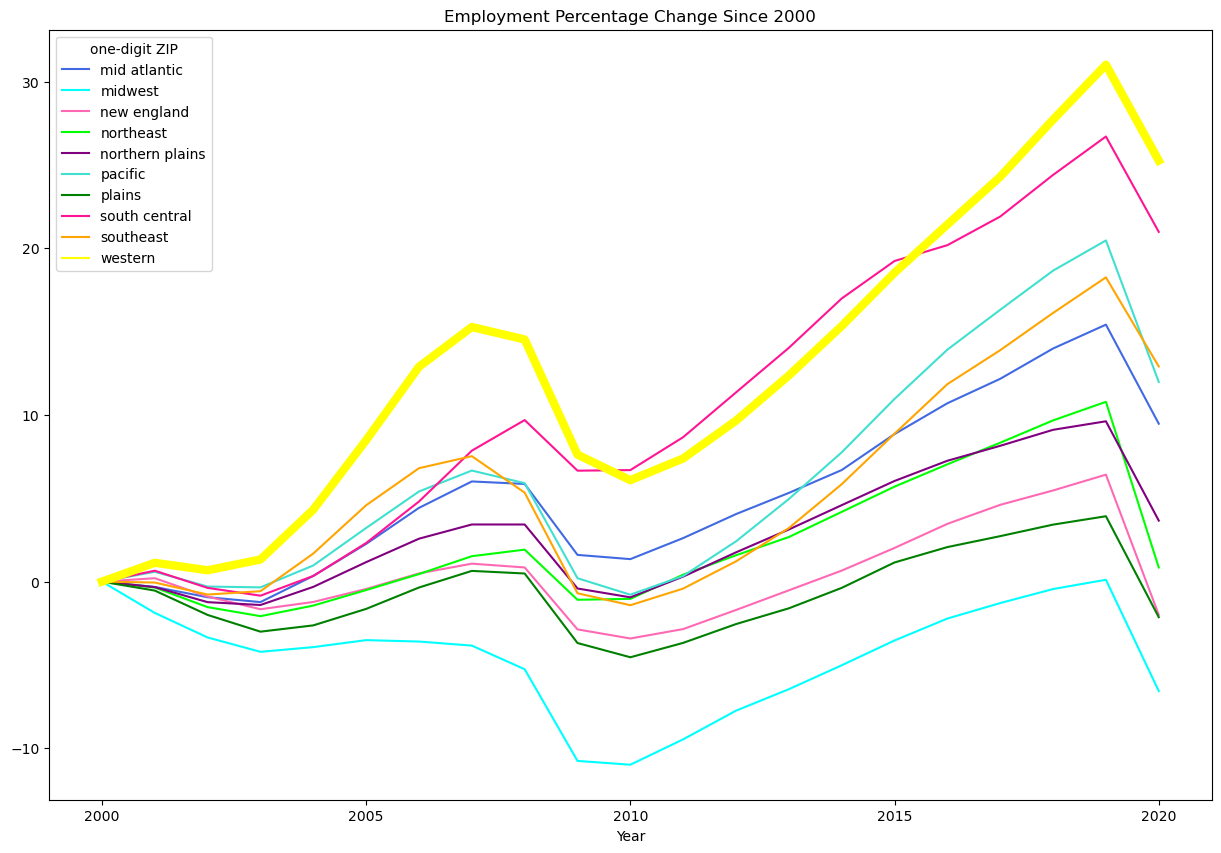 Employment Percentage Change Since 2000
one-digit ZIP
mid atlantic
midwest
new england
northeast
northern plains
pacific
plains
south central
southeast
western
30
20
10
0
−10
2000
2005
2010
2015
2020
Year